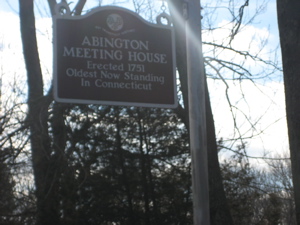 ABINGTON
MEETING HOUSE
Erected 1751
Oldest Now Standing
In Connecticut